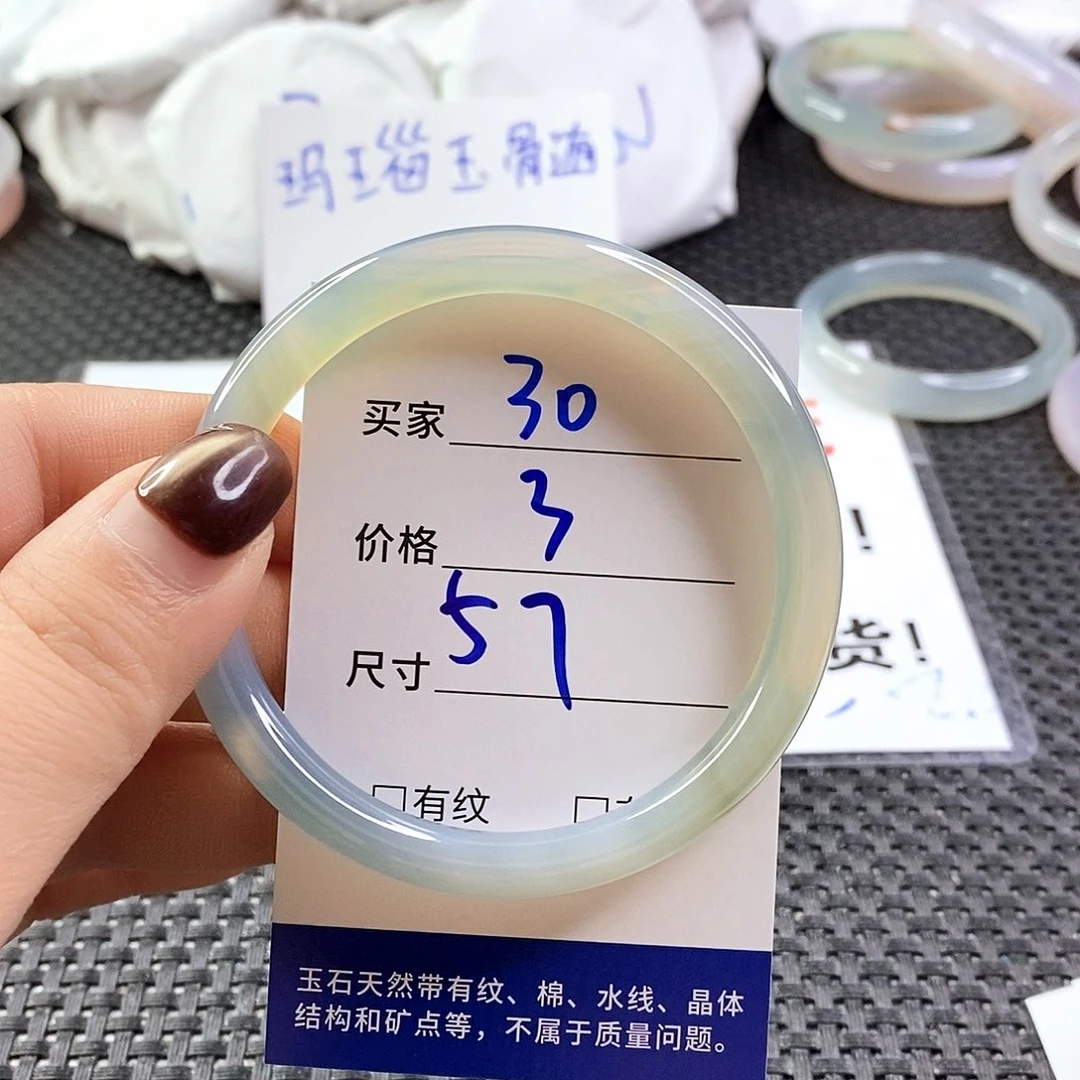 玛瑙玉骨髓
N
买家 30
价格 3
尺寸 57
！
货！
□有纹 □
玉石天然带有纹、棉、水线、晶体
结构和矿点等，不属于质量问题。